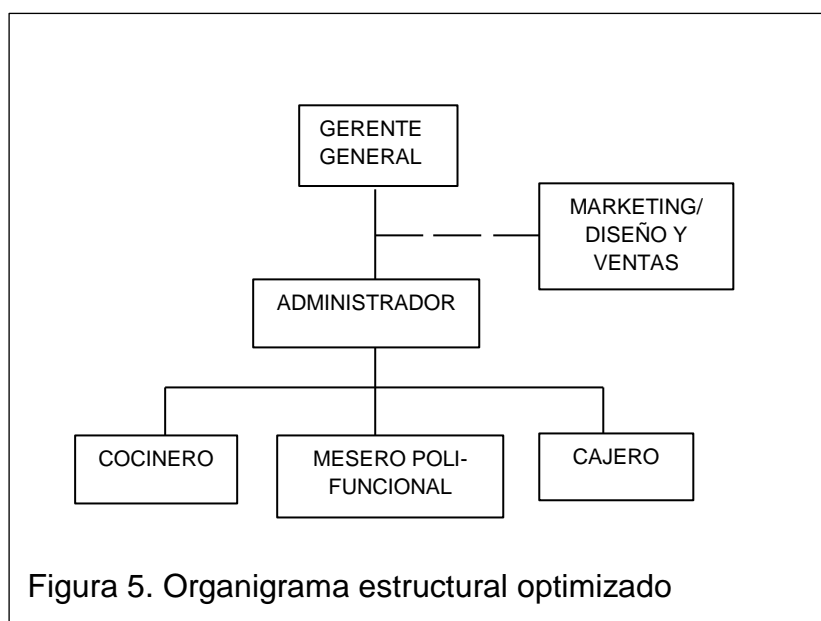 GERENTE
GENERAL
MARKETING/
DISEÑO Y
VENTAS
ADMINISTRADOR
COCINERO
MESERO POLI-
FUNCIONAL
CAJERO
Figura 5. Organigrama estructural optimizado